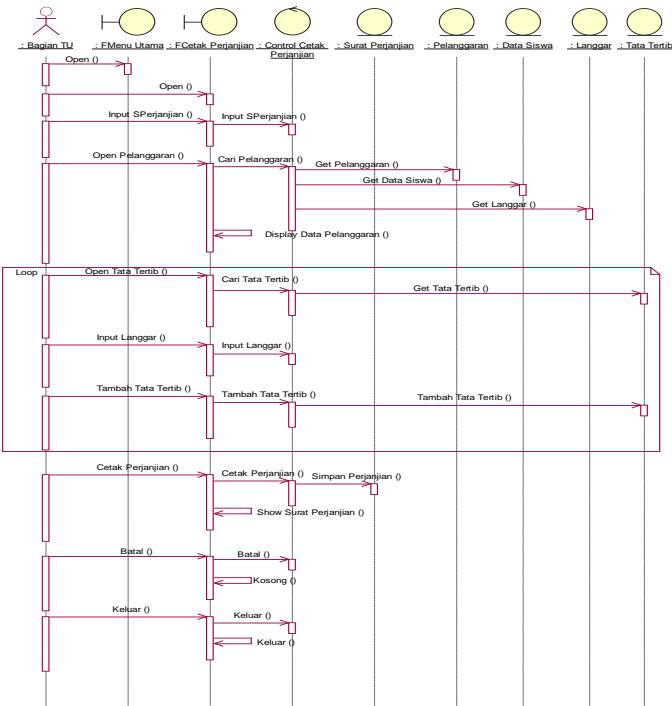 : Bagian TU
: FMenu Utama
: FCetak Perjanjian
: Control Cetak
Perjanjian
: Surat Perjanjian
: Pelanggaran
: Data Siswa
: Langgar
: Tata Tertib
Open ()
Open ()
Input SPerjanjian ()
Input SPerjanjian ()
Open Pelanggaran ()
Cari Pelanggaran ()
Get Pelanggaran ()
Get Data Siswa ()
Get Langgar ()
Display Data Pelanggaran ()
Loop
Open Tata Tertib ()
Cari Tata Tertib ()
Get Tata Tertib ()
Input Langgar ()
Input Langgar ()
Tambah Tata Tertib ()
Tambah Tata Tertib ()
Tambah Tata Tertib ()
Cetak Perjanjian ()
Cetak Perjanjian ()
Simpan Perjanjian ()
Show Surat Perjanjian ()
Batal ()
Batal ()
Kosong ()
Keluar ()
Keluar ()
Keluar ()